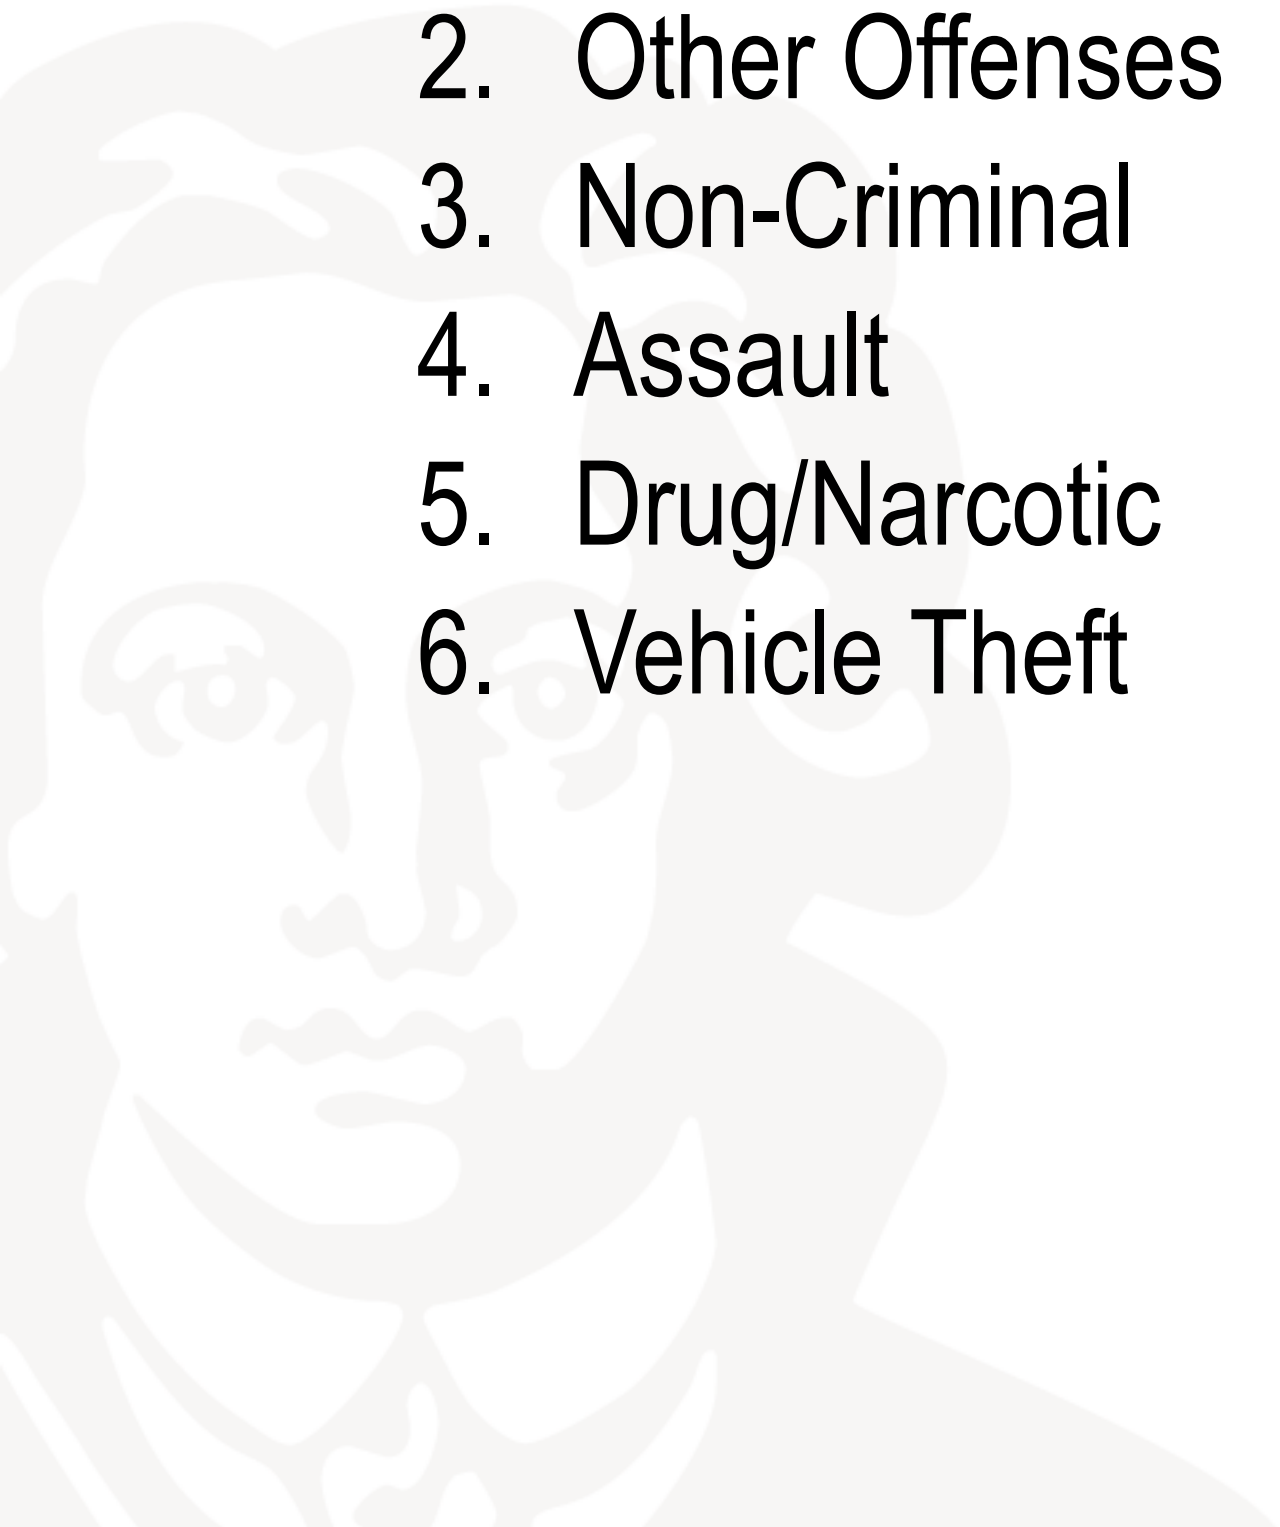 2. Other Offenses
3. Non-Criminal
4. Assault
5. Drug/Narcotic
6. Vehicle Theft